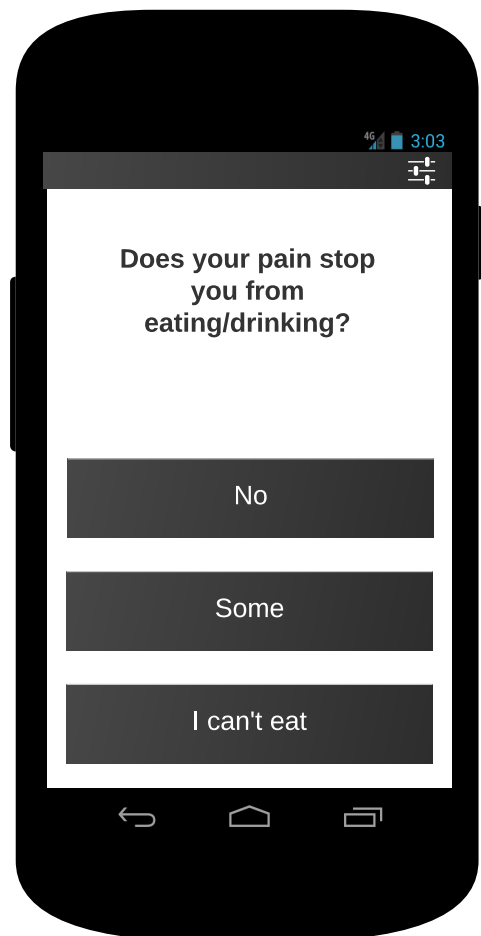 4G 3:03
Does your pain stop
you from
eating/drinking?
No
Some
I can't eat